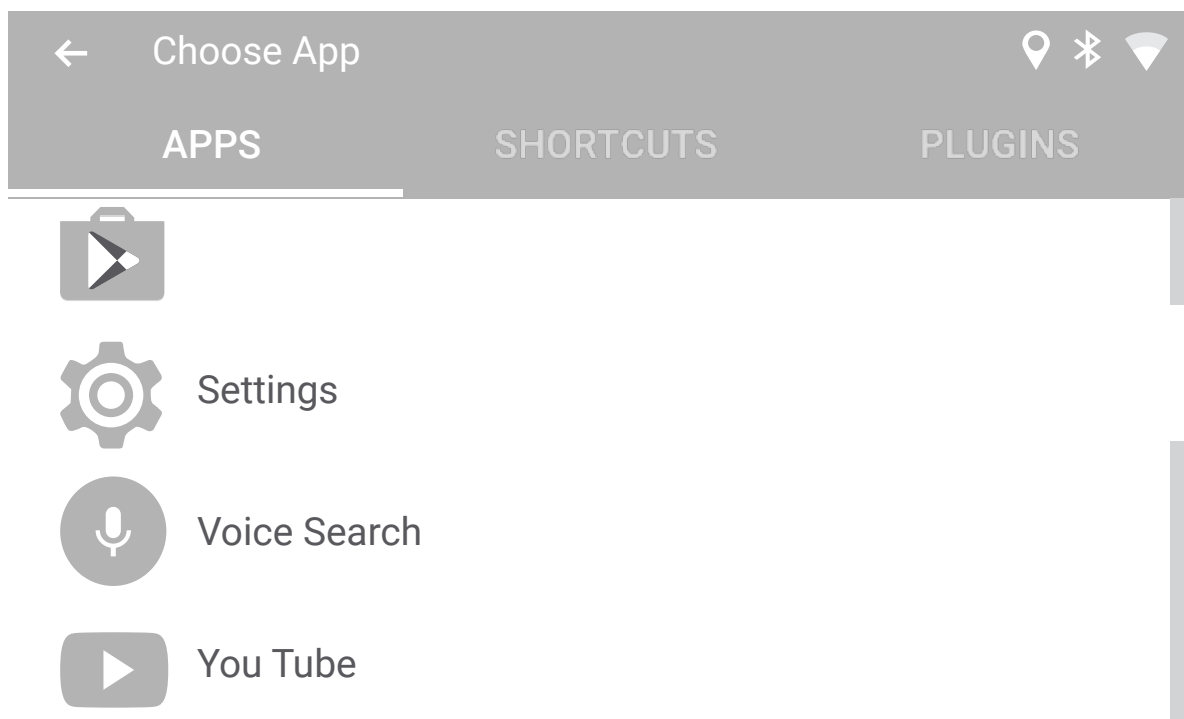 Choose App
APPS SHORTCUTS PLUGINS
Settings
Voice Search
You Tube